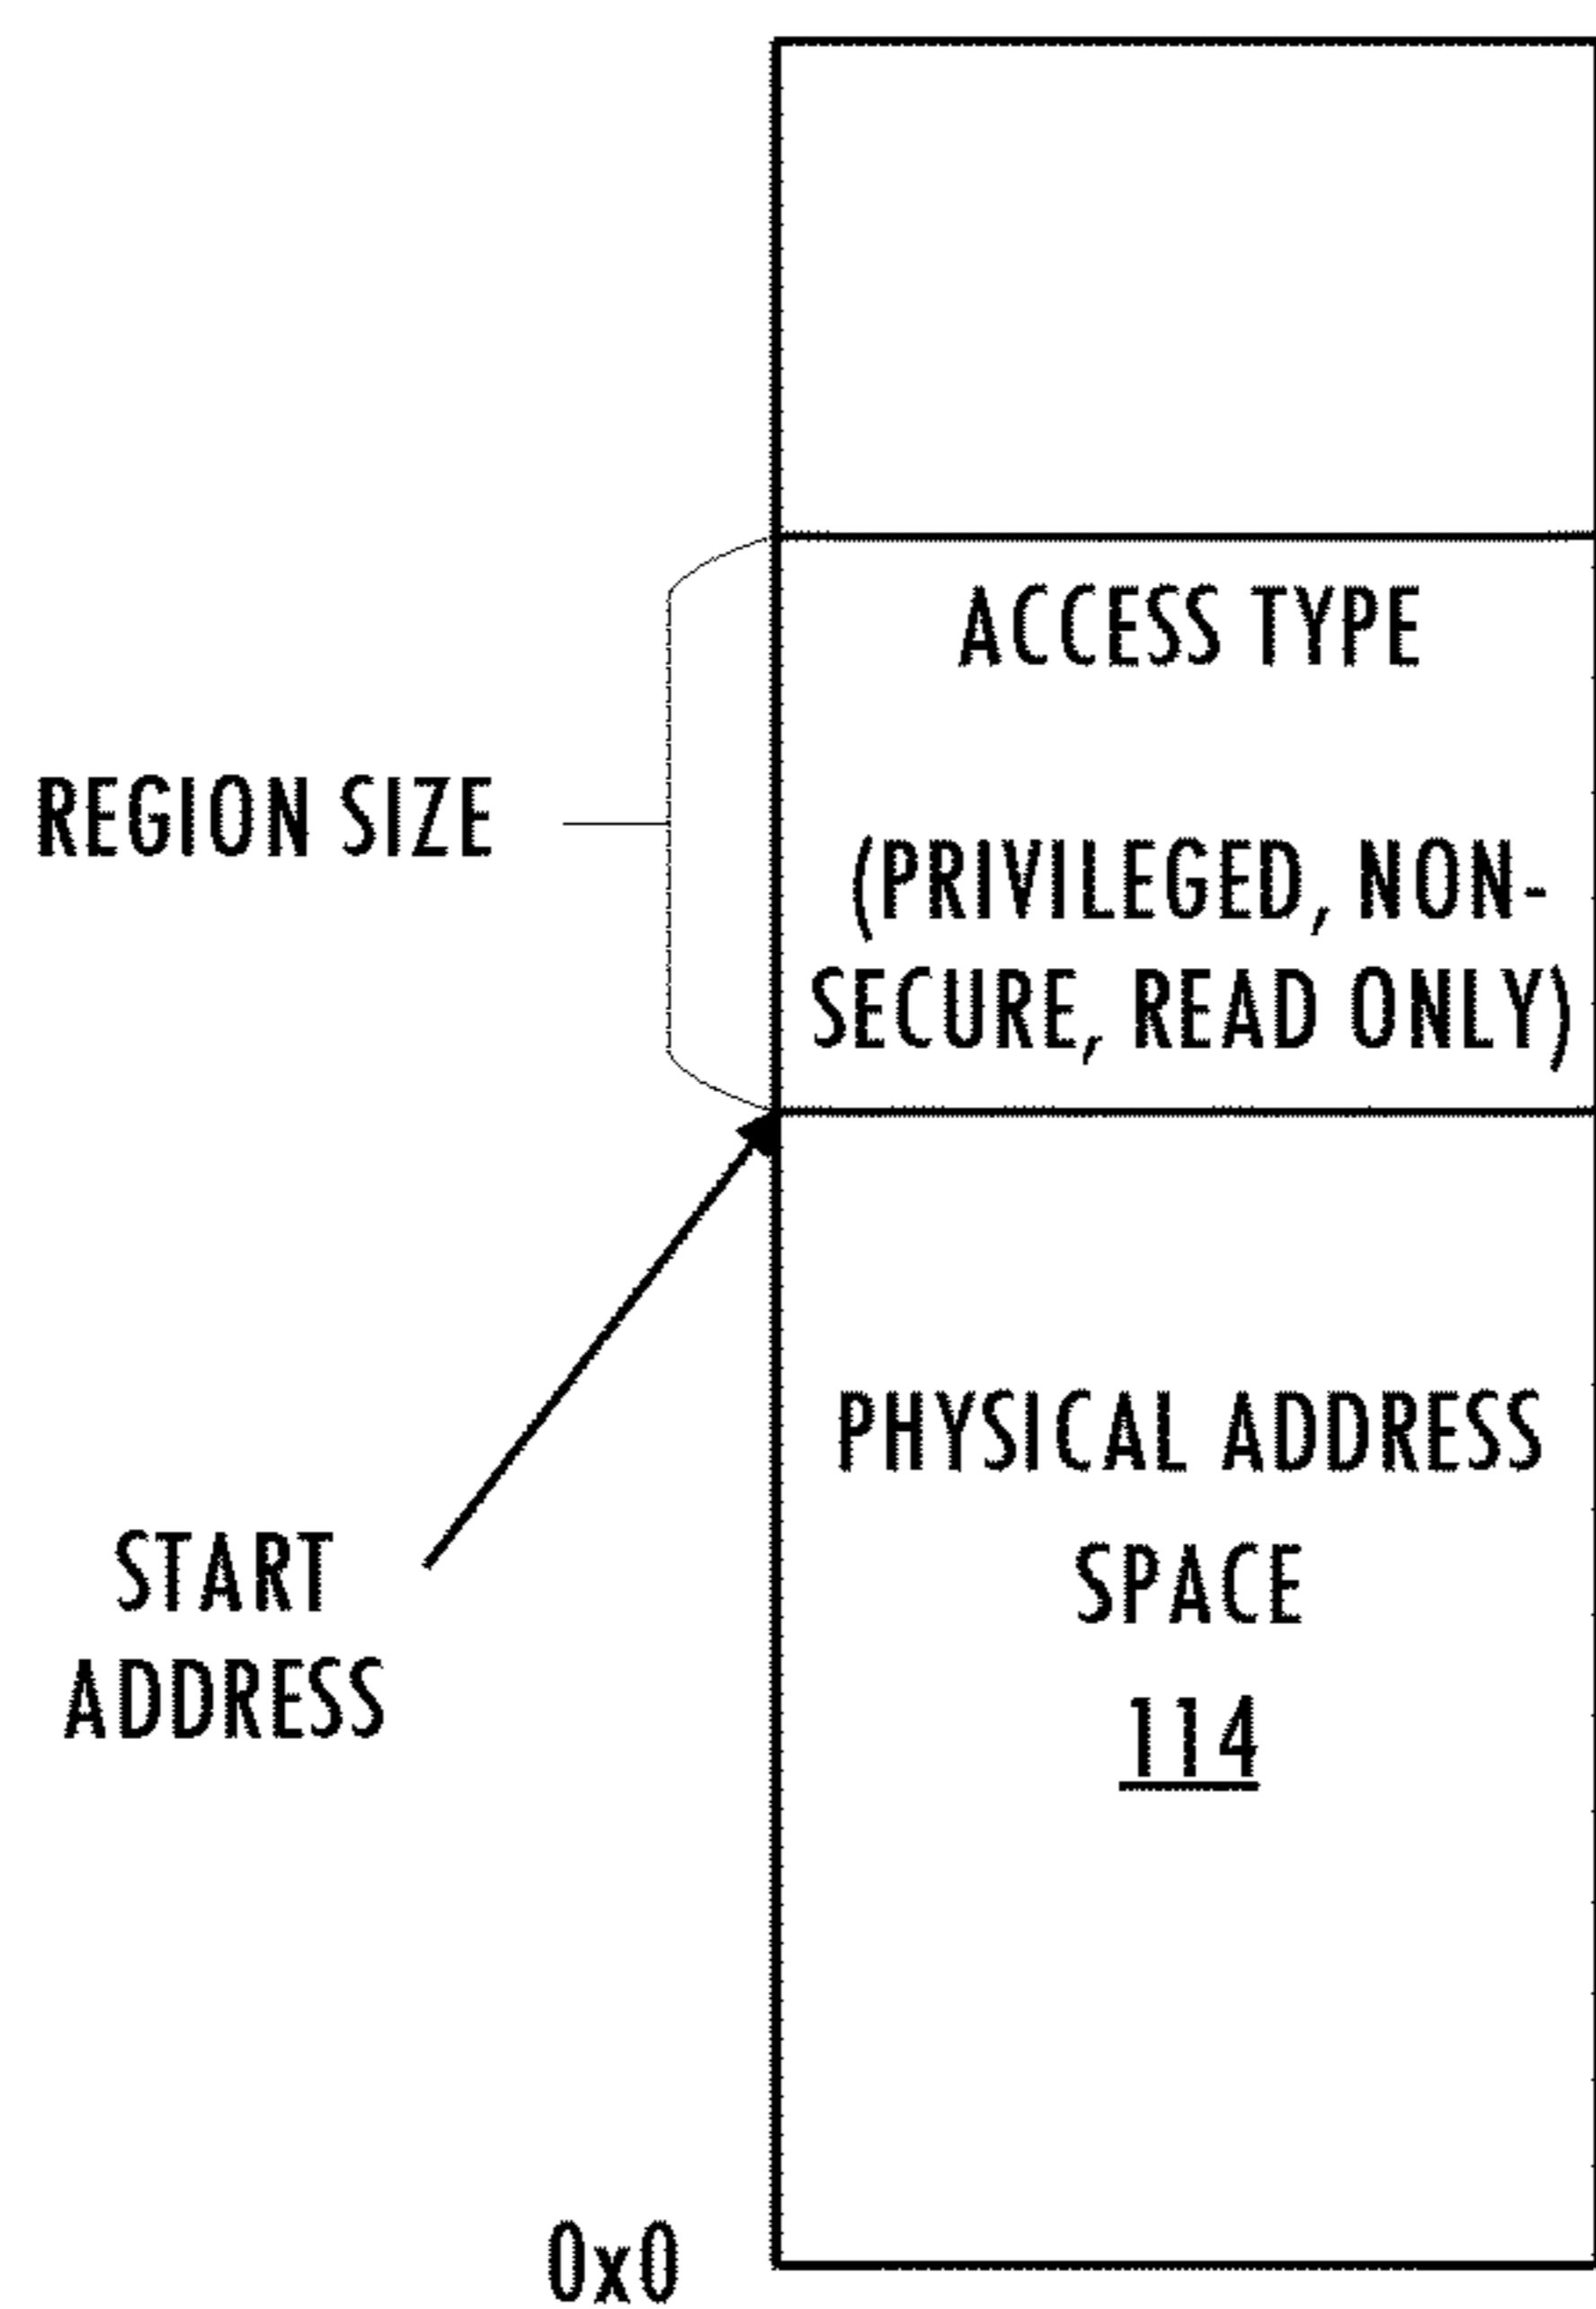 ACCESS TYPE
REGION SIZE
(PRIVILEGED, NON-
SECURE, READ ONLY)
PHYSICAL ADDRESS
SPACE
114
START
ADDRESS
0x0